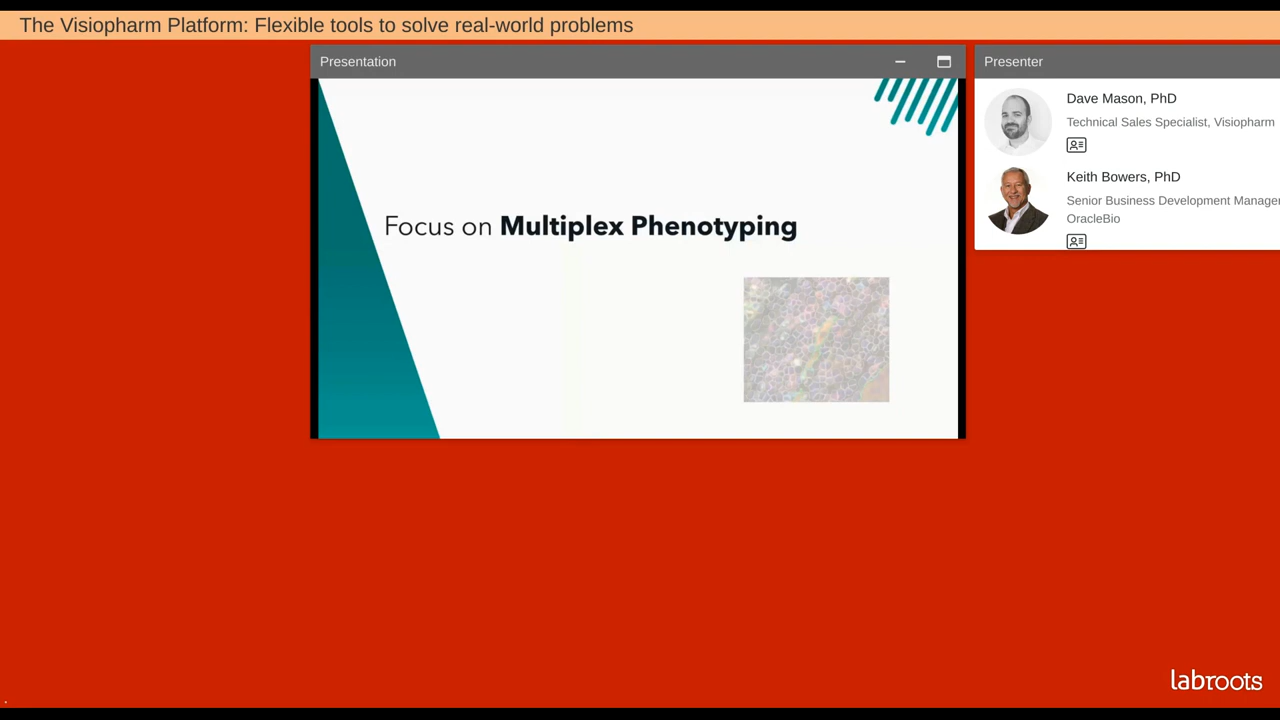 The Visiopharm Platform: Flexible tools to solve real-world problems
Presentation
Focus on Multiplex Phenotyping
Presenter
Dave Mason, PhD
Technical Sales Specialist, Visiopharm
Keith Bowers, PhD
Senior Business Development Manager
OracleBio
labroots